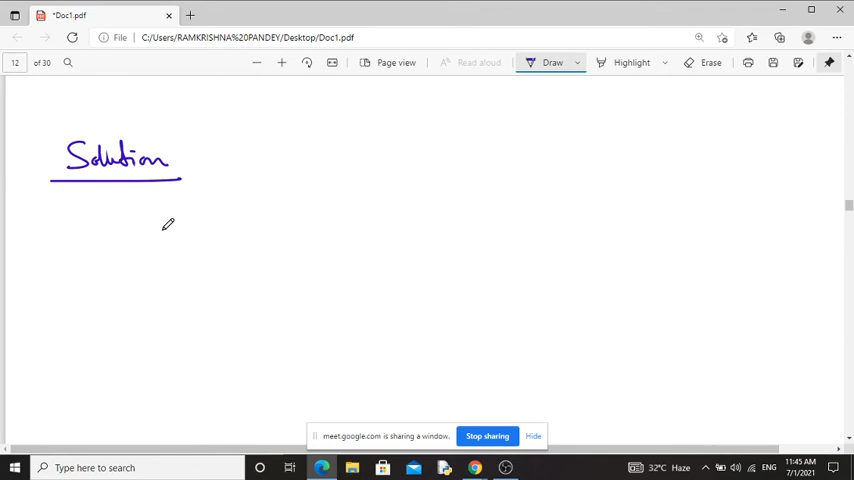 *Doc1.pdf
File C:/Users/RAMKRISHNA%20PANDEY/Desktop/Doc1.pdf
12 of 30 Page view Read aloud Draw Highlight Erase
Solution
meet.google.com is sharing a window. Stop sharing Hide
Type here to search 32°C Haze ENG 11:45 AM
7/1/2021